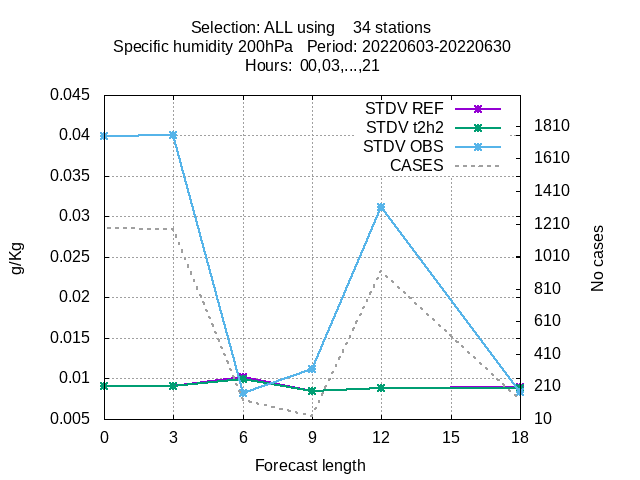 Selection: ALL using 34 stations
Specific humidity 200hPa Period: 20220603-20220630
Hours: 00,03,...,21
STDV REF
STDV t2h2
STDV OBS
CASES
0.045
0.04
0.035
0.03
0.025
0.02
0.015
0.01
0.005
g/Kg
1810
1610
1410
1210
1010
810
610
410
210
10
No cases
0 3 6 9 12 15 18
Forecast length